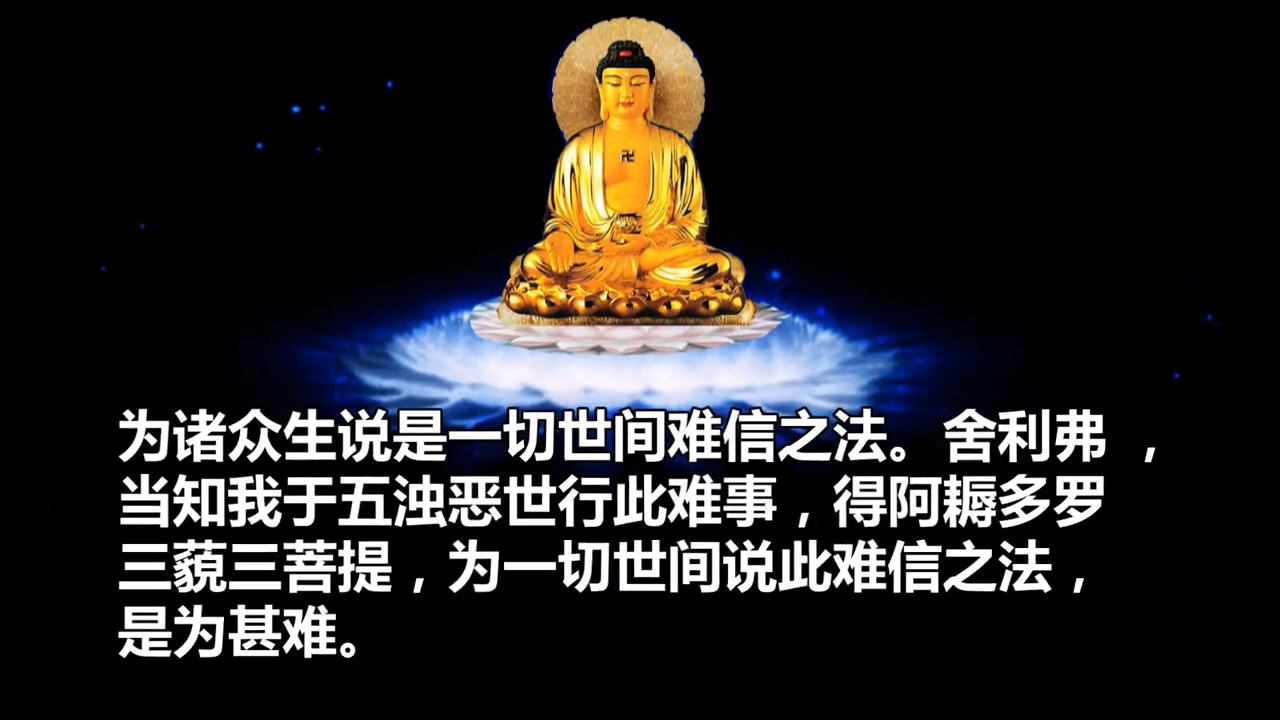 卍
为诸众生说是一切世间难信之法。舍利弗 ，
当知我于五浊恶世行此难事，得阿耨多罗
三藐三菩提，为一切世间说此难信之法，
是为甚难。